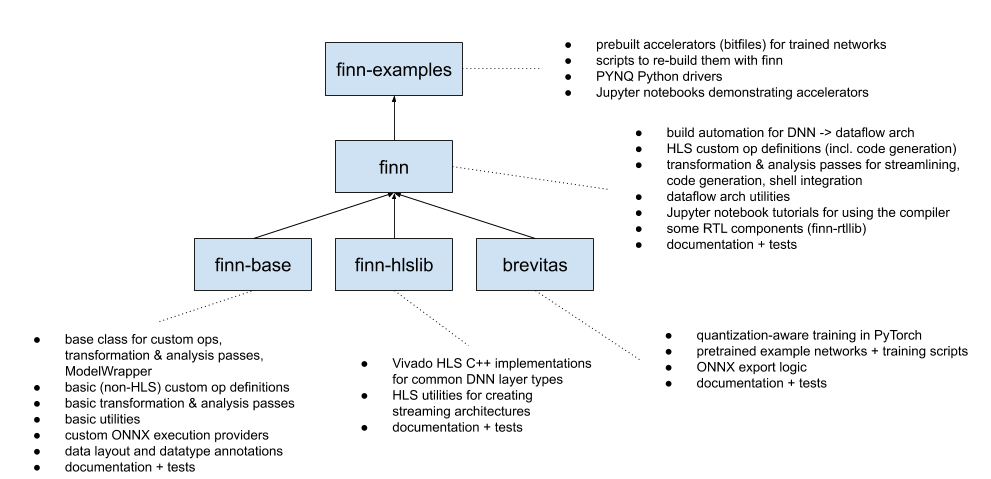 finn-examples
● prebuilt accelerators (bitfiles) for trained networks
● scripts to re-build them with finn
● PYNQ Python drivers
● Jupyter notebooks demonstrating accelerators
finn
● build automation for DNN -> dataflow arch
● HLS custom op definitions (incl. code generation)
● transformation & analysis passes for streamlining,
code generation, shell integration
● dataflow arch utilities
● Jupyter notebook tutorials for using the compiler
● some RTL components (finn-rtllib)
● documentation + tests
finn-base
finn-hlslib
brevitas
● base class for custom ops,
transformation & analysis passes,
ModelWrapper
● basic (non-HLS) custom op definitions
● basic transformation & analysis passes
● basic utilities
● custom ONNX execution providers
● data layout and datatype annotations
● documentation + tests
● Vivado HLS C++ implementations
for common DNN layer types
● HLS utilities for creating
streaming architectures
● documentation + tests
● quantization-aware training in PyTorch
● pretrained example networks + training scripts
● ONNX export logic
● documentation + tests